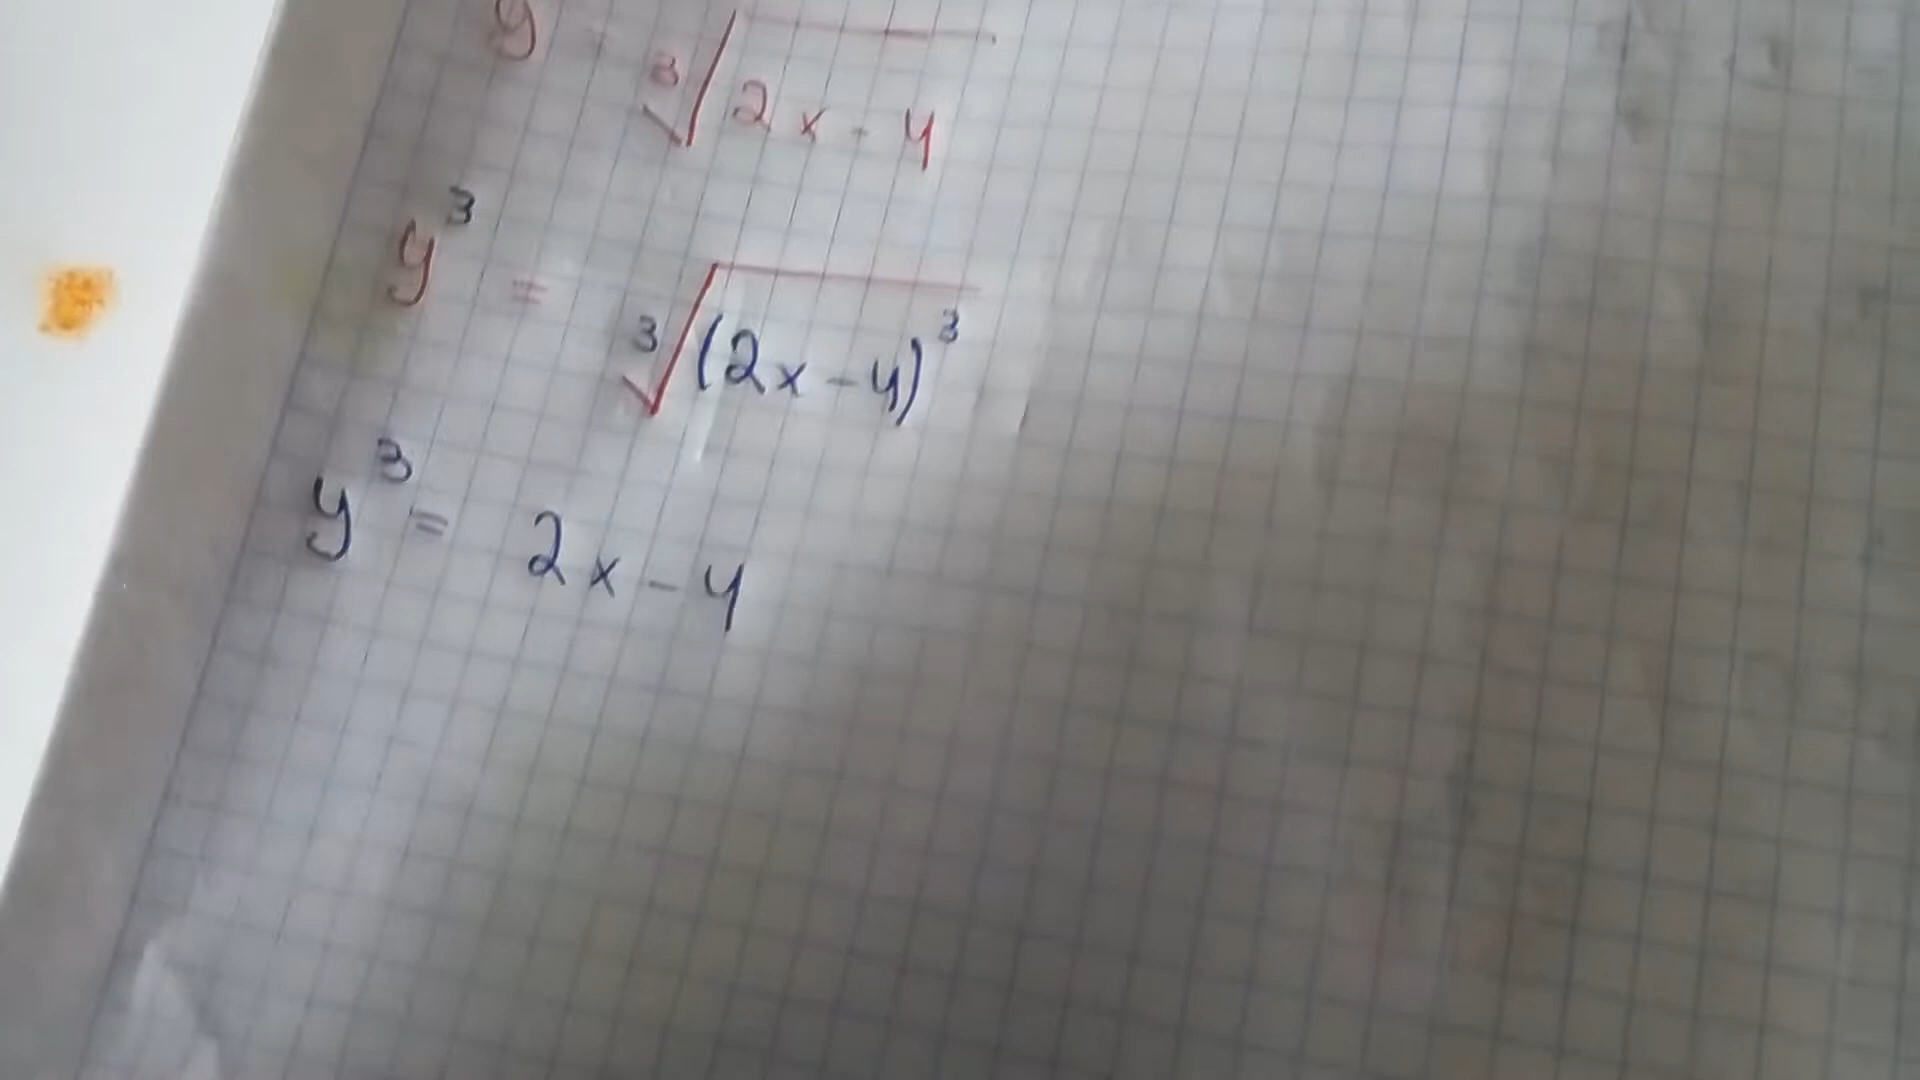 y = ∛(2x - 4)
y³ = ∛((2x - 4)³)
y³ = 2x - 4